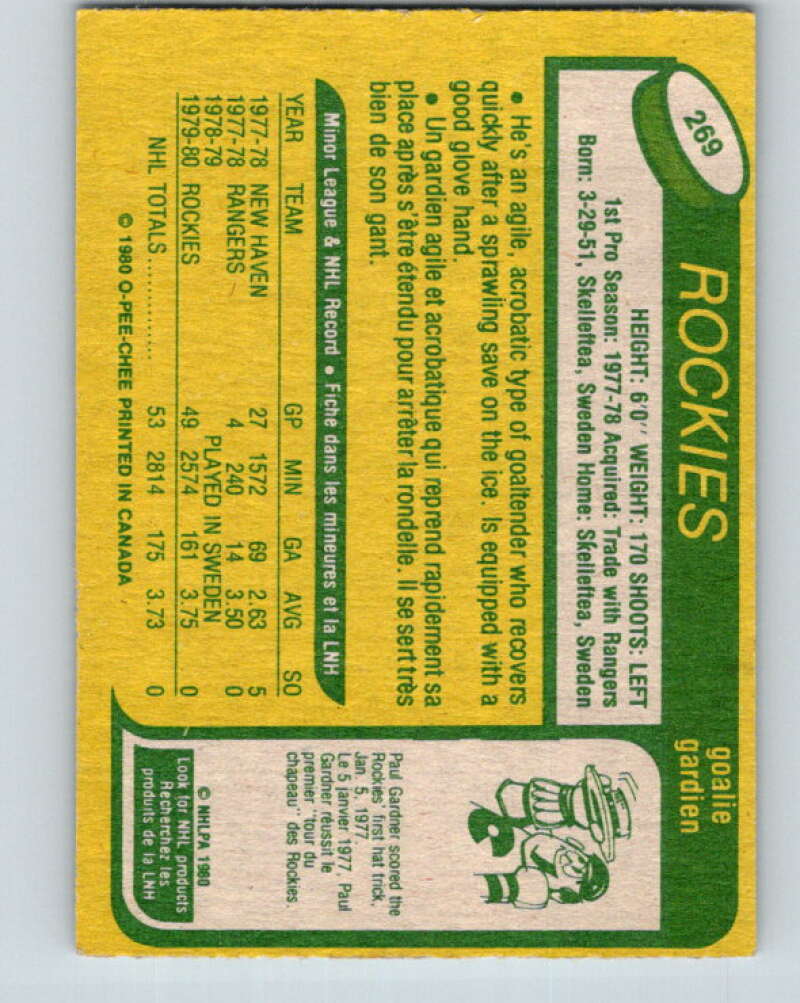 269
ROCKIES
goalie
gardien
HEIGHT: 6'0" WEIGHT: 170 SHOOTS: LEFT
1st Pro Season: 1977-78 Acquired: Trade with Rangers
Born: 3-29-51, Skelleftea, Sweden Home: Skelleftea, Sweden
• He's an agile, acrobatic type of goaltender who recovers
quickly after a sprawling save on the ice. Is equipped with a
good glove hand.
• Un gardien agile et acrobatique qui reprend rapidement sa
place après s'être étendu pour arrêter la rondelle. Il se sert très
bien de son gant.
Minor League & NHL Record • Fiche dans les mineures et la LNH
YEAR TEAM GP MIN GA AVG SO
1977-78 NEW HAVEN 27 1572 69 2.63 5
1977-78 RANGERS 4 240 14 3.50 0
1978-79 PLAYED IN SWEDEN
1979-80 ROCKIES 49 2574 161 3.75 0
NHL TOTALS .............. 53 2814 175 3.73 0
© 1980 O-PEE-CHEE PRINTED IN CANADA
Paul Gardner scored the
Rockies' first hat trick,
Jan. 5, 1977.
Le 5 janvier 1977, Paul
Gardner réussit le
premier "tour du
chapeau" des Rockies.
© NHLPA 1980
Look for NHL products
Recherchez les
produits de la LNH